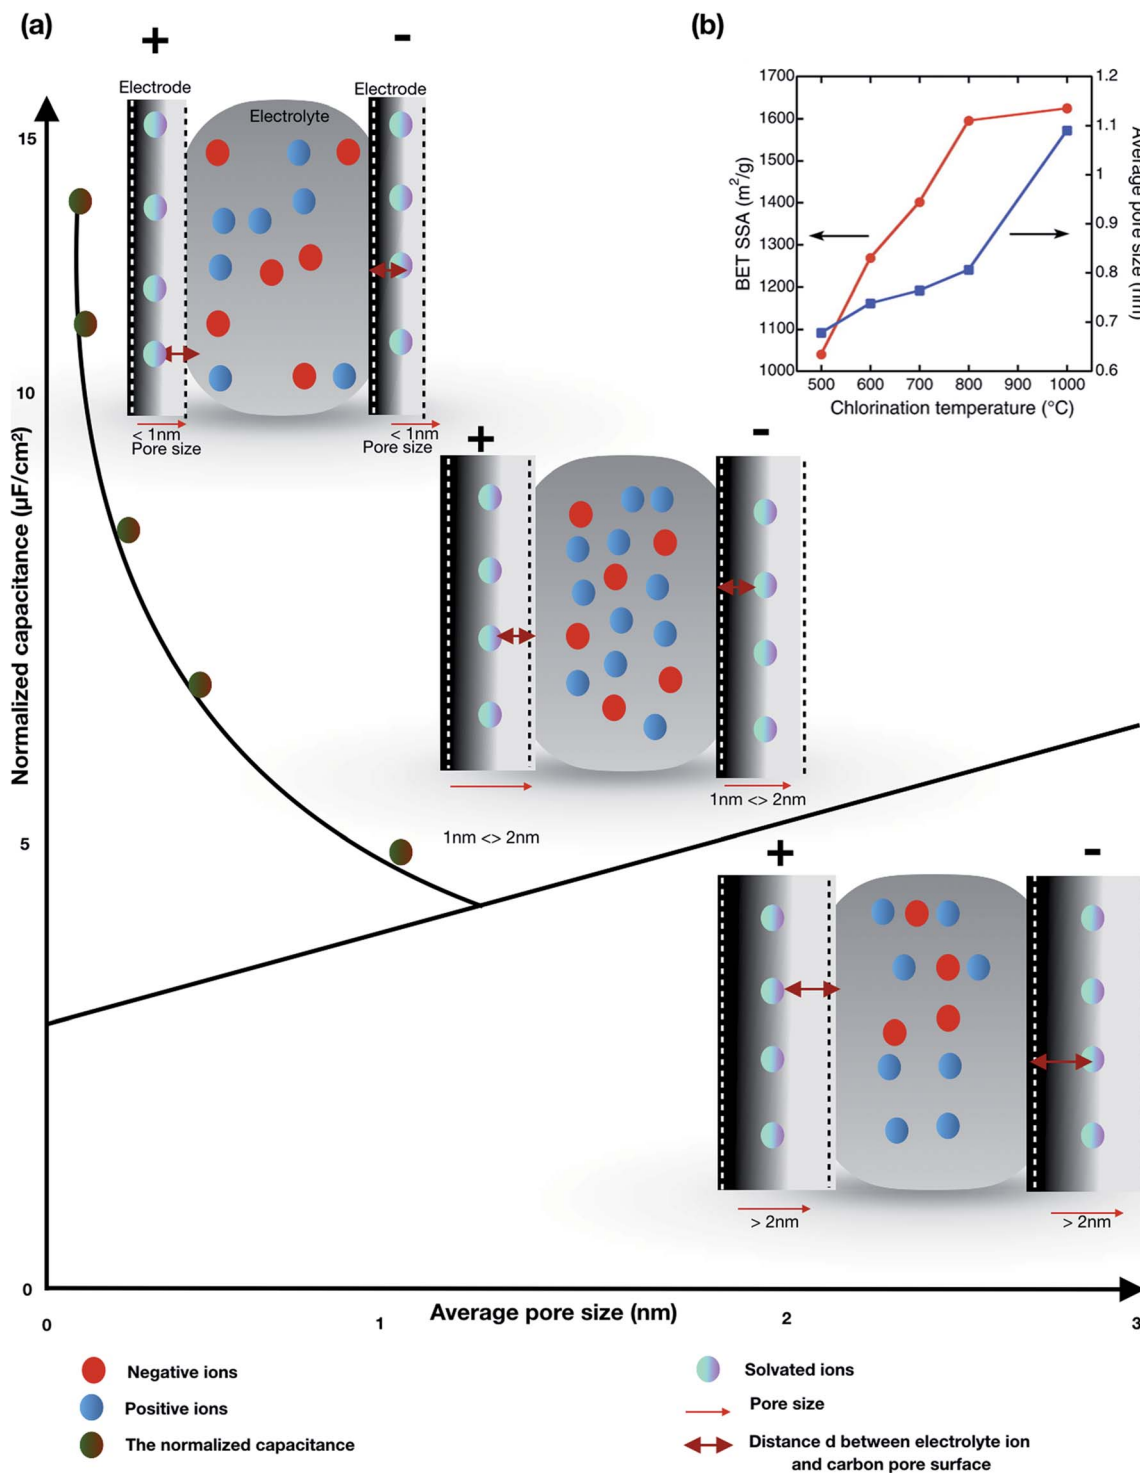 (a)
+
-
Electrode
Electrode
Electrolyte
15
10
5
0
Normalized capacitance (µF/cm²)
< 1nm
Pore size
< 1nm
Pore size
(b)
1700
1600
1500
1400
1300
1200
1100
1000
BET SSA (m²/g)
1.2
1.1
1
0.9
0.8
0.7
0.6
Average pore size (nm)
500 600 700 800 900 1000
Chlorination temperature (°C)
+
-
1nm <> 2nm
1nm <> 2nm
+
-
> 2nm
> 2nm
0 1 2 3
Average pore size (nm)
Negative ions
Positive ions
The normalized capacitance
Solvated ions
Pore size
Distance d between electrolyte ion
and carbon pore surface